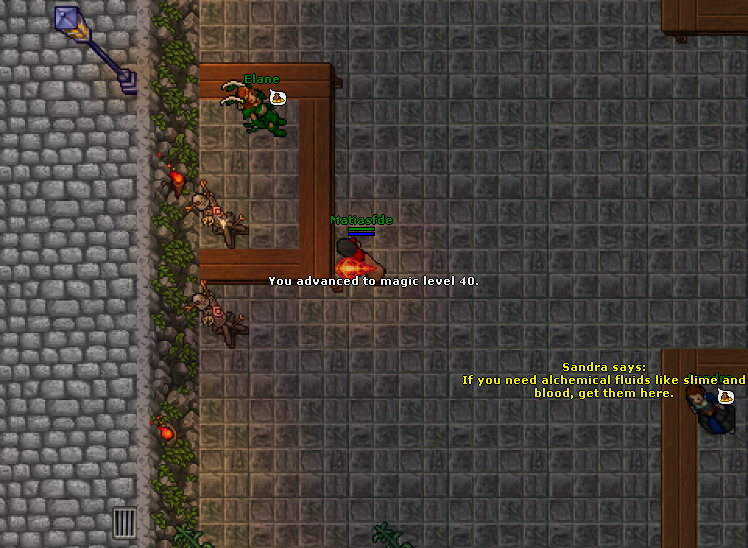 Elane
Matiasfde
You advanced to magic level 40.
Sandra says:
If you need alchemical fluids like slime and
blood, get them here.